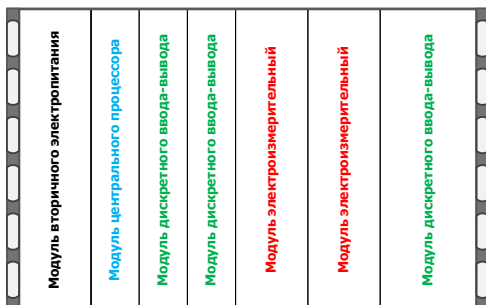 Модуль вторичного электропитания
Модуль центрального процессора
Модуль дискретного ввода-вывода
Модуль дискретного ввода-вывода
Модуль электроизмерительный
Модуль электроизмерительный
Модуль дискретного ввода-вывода